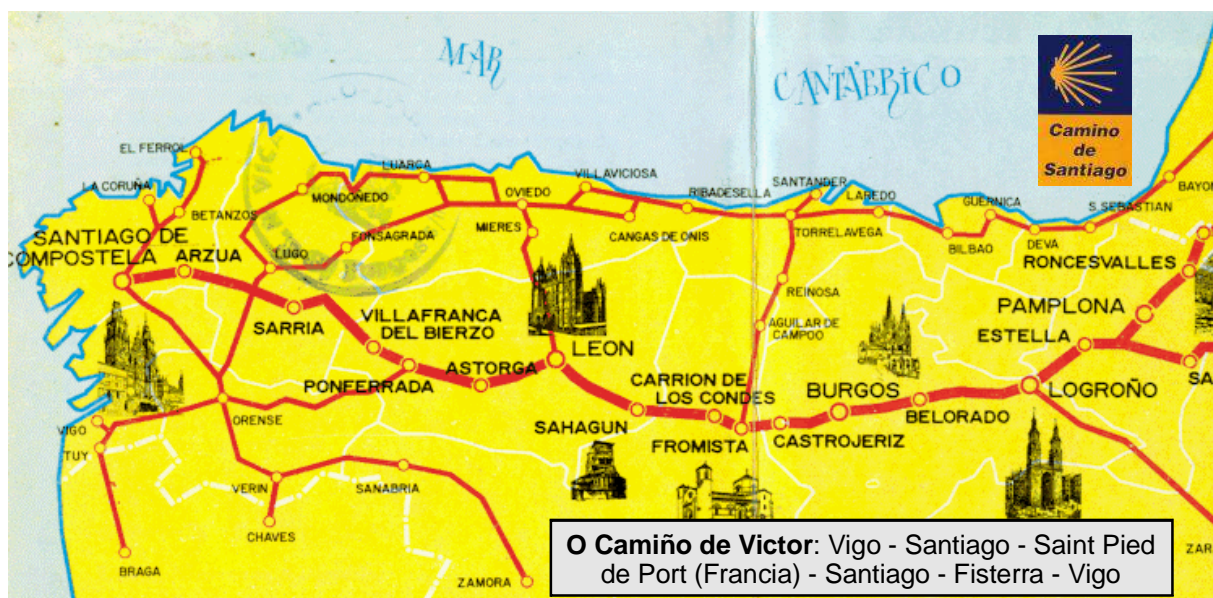 MAR
CANTÁBRICO
Camino
de
Santiago
EL FERROL
LA CORUÑA
BETANZOS
SANTIAGO DE
COMPOSTELA
ARZUA
LUGO
MONDOÑEDO
FONSAGRADA
LUARCA
OVIEDO
MIERES
VILLAVICIOSA
CANGAS DE ONIS
RIBADESELLA
SANTANDER
TORRELAVEGA
LAREDO
BILBAO
GUERNICA
DEVA
S. SEBASTIAN
BAYON
RONCESVALLES
PAMPLONA
ESTELLA
SA
REINOSA
AGUILAR DE
CAMPOO
SARRIA
VILLAFRANCA
DEL BIERZO
PONFERRADA
ASTORGA
LEON
SAHAGUN
CARRION DE
LOS CONDES
FROMISTA
CASTROJERIZ
BURGOS
BELORADO
LOGROÑO
VIGO
TUY
ORENSE
VERIN
SANABRIA
CHAVES
BRAGA
ZAMORA
ZAR
O Camiño de Victor: Vigo - Santiago - Saint Pied
de Port (Francia) - Santiago - Fisterra - Vigo